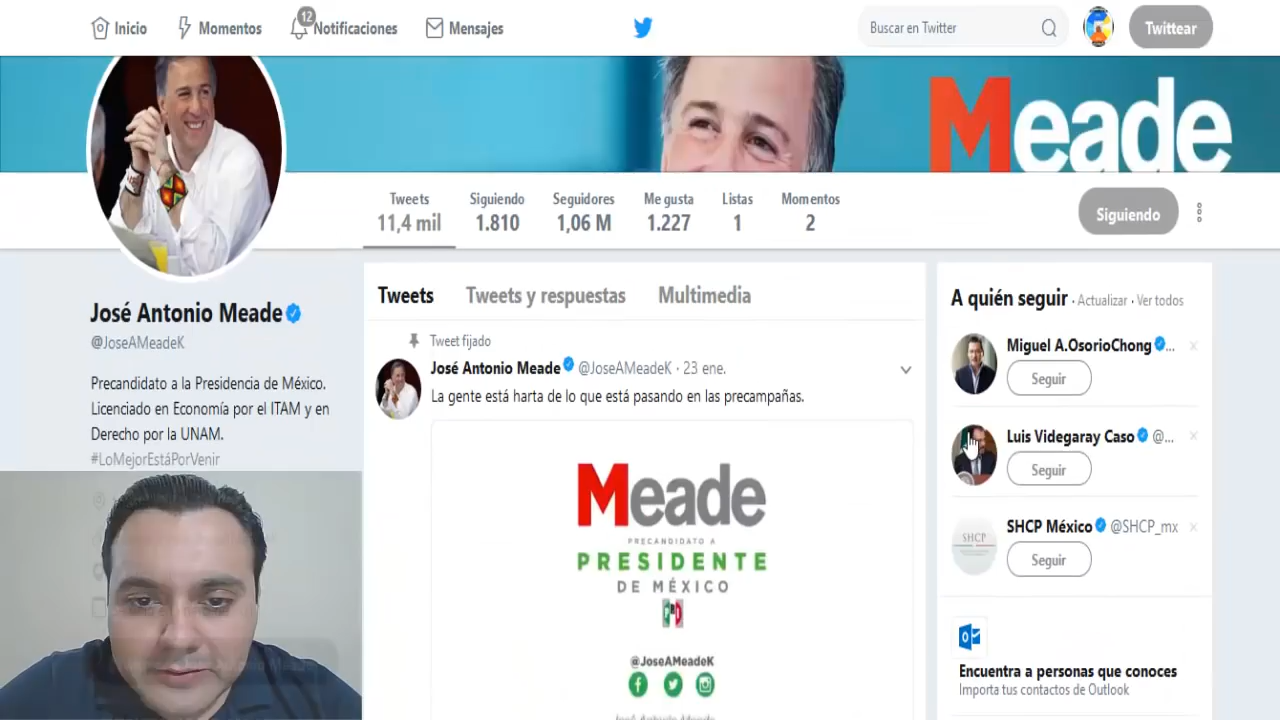 Inicio
Momentos
12
Notificaciones
Mensajes
Buscar en Twitter
Twittear
Meade
Tweets
11,4 mil
Siguiendo
1.810
Seguidores
1,06 M
Me gusta
1.227
Listas
1
Momentos
2
Siguiendo
José Antonio Meade
@JoseAMeadeK
Precandidato a la Presidencia de México.
Licenciado en Economía por el ITAM y en
Derecho por la UNAM.
#LoMejorEstáPorVenir
Tweets
Tweets y respuestas
Multimedia
Tweet fijado
José Antonio Meade @JoseAMeadeK · 23 ene.
La gente está harta de lo que está pasando en las precampañas.
Meade
PRECANDIDATO A
PRESIDENTE
DE MÉXICO
PRI
@JoseAMeadeK
A quién seguir · Actualizar · Ver todos
Miguel A.OsorioChong ...
Seguir
Luis Videgaray Caso @...
Seguir
SHCP
SHCP México @SHCP_mx
Seguir
Encuentra a personas que conoces
Importa tus contactos de Outlook